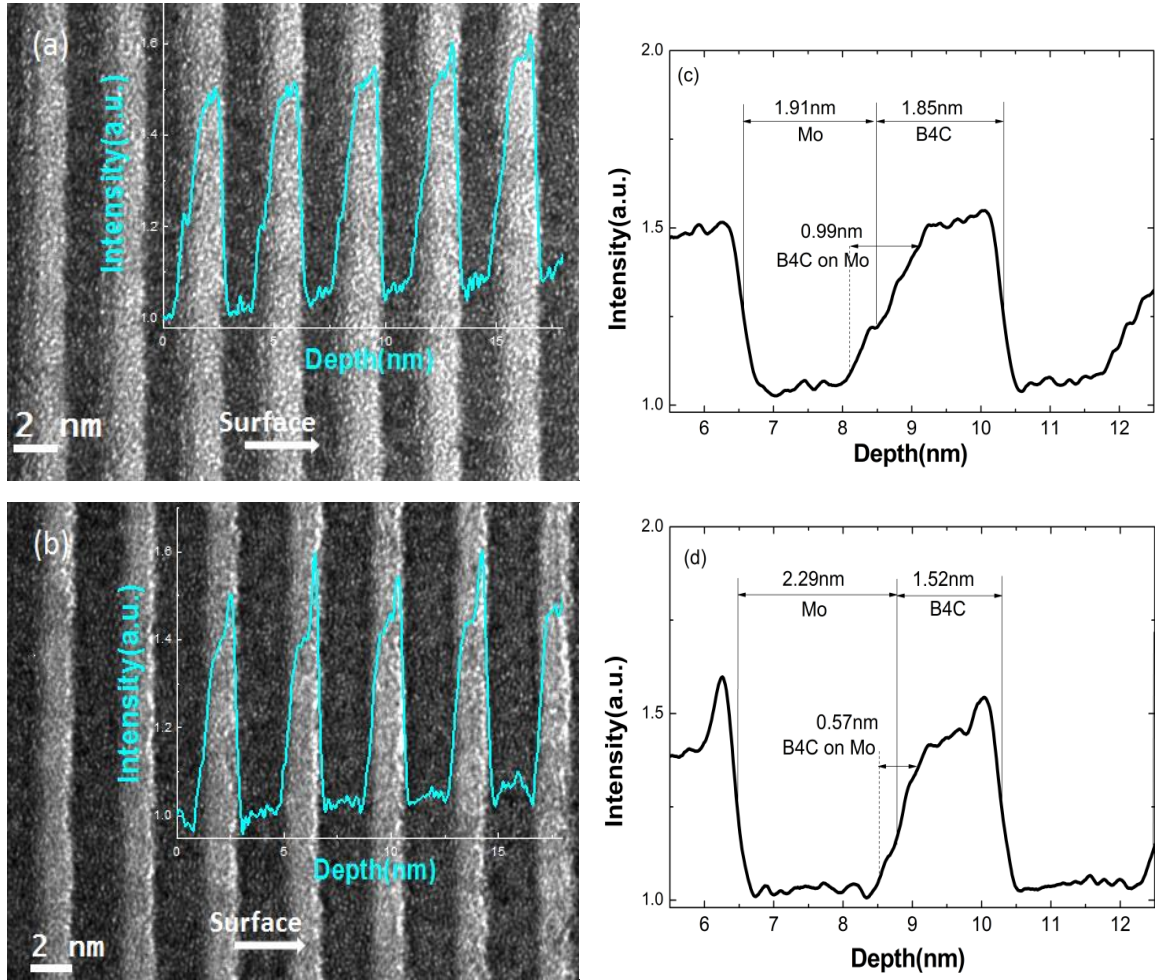 (a)
1.6
1.4
1.2
1.0
Intensity(a.u.)
0
5
10
15
Depth(nm)
2 nm
Surface
(c)
2.0
1.5
1.0
Intensity(a.u.)
1.91nm
Mo
1.85nm
B4C
0.99nm
B4C on Mo
6
7
8
9
10
11
12
Depth(nm)
(b)
1.6
1.4
1.2
1.0
Intensity(a.u.)
0
5
10
15
Depth(nm)
2 nm
Surface
(d)
2.0
1.5
1.0
Intensity(a.u.)
2.29nm
Mo
1.52nm
B4C
0.57nm
B4C on Mo
6
7
8
9
10
11
12
Depth(nm)